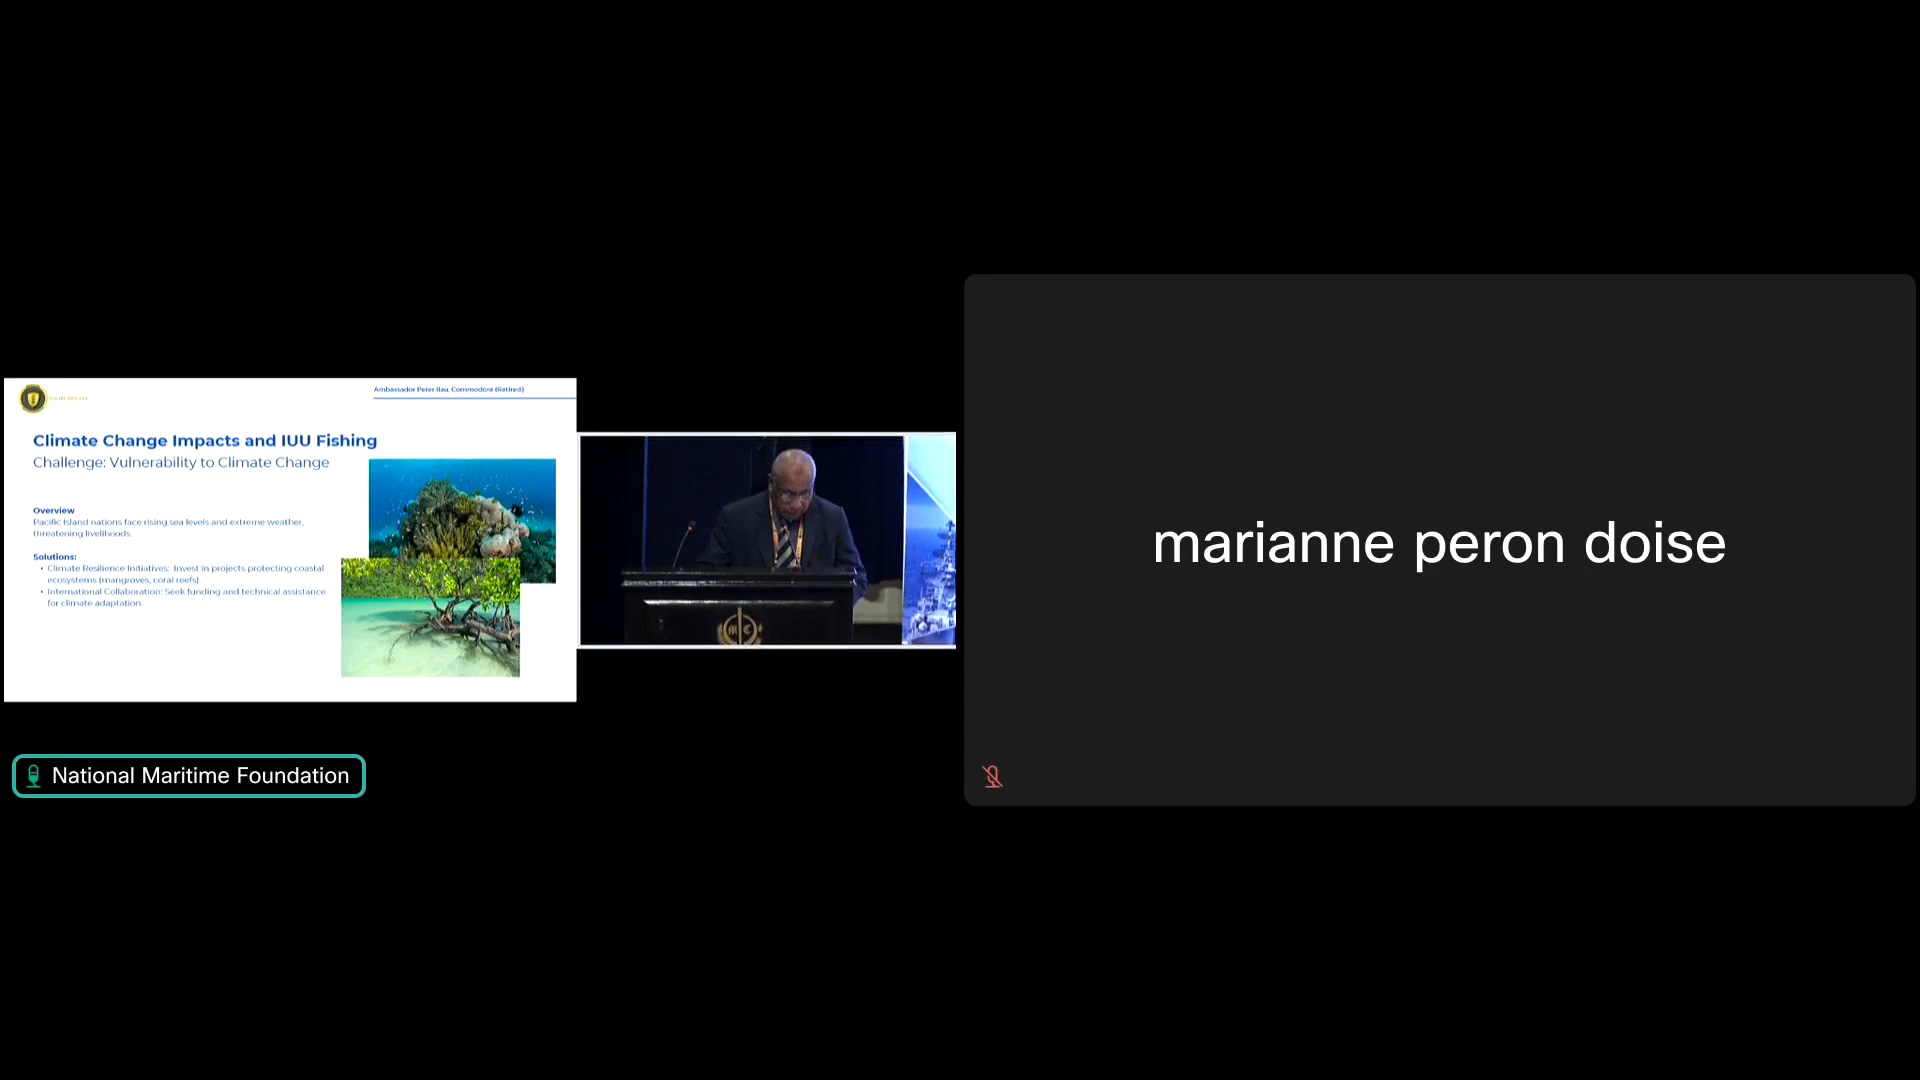 Ambassador Peter Ilau, Commodore (Retired)
Climate Change Impacts and IUU Fishing
Challenge: Vulnerability to Climate Change
Overview
Pacific Island nations face rising sea levels and extreme weather,
threatening livelihoods.
Solutions:
• Climate Resilience Initiatives: Invest in projects protecting coastal
ecosystems (mangroves, coral reefs).
• International Collaboration: Seek funding and technical assistance
for climate adaptation.
National Maritime Foundation
marianne peron doise